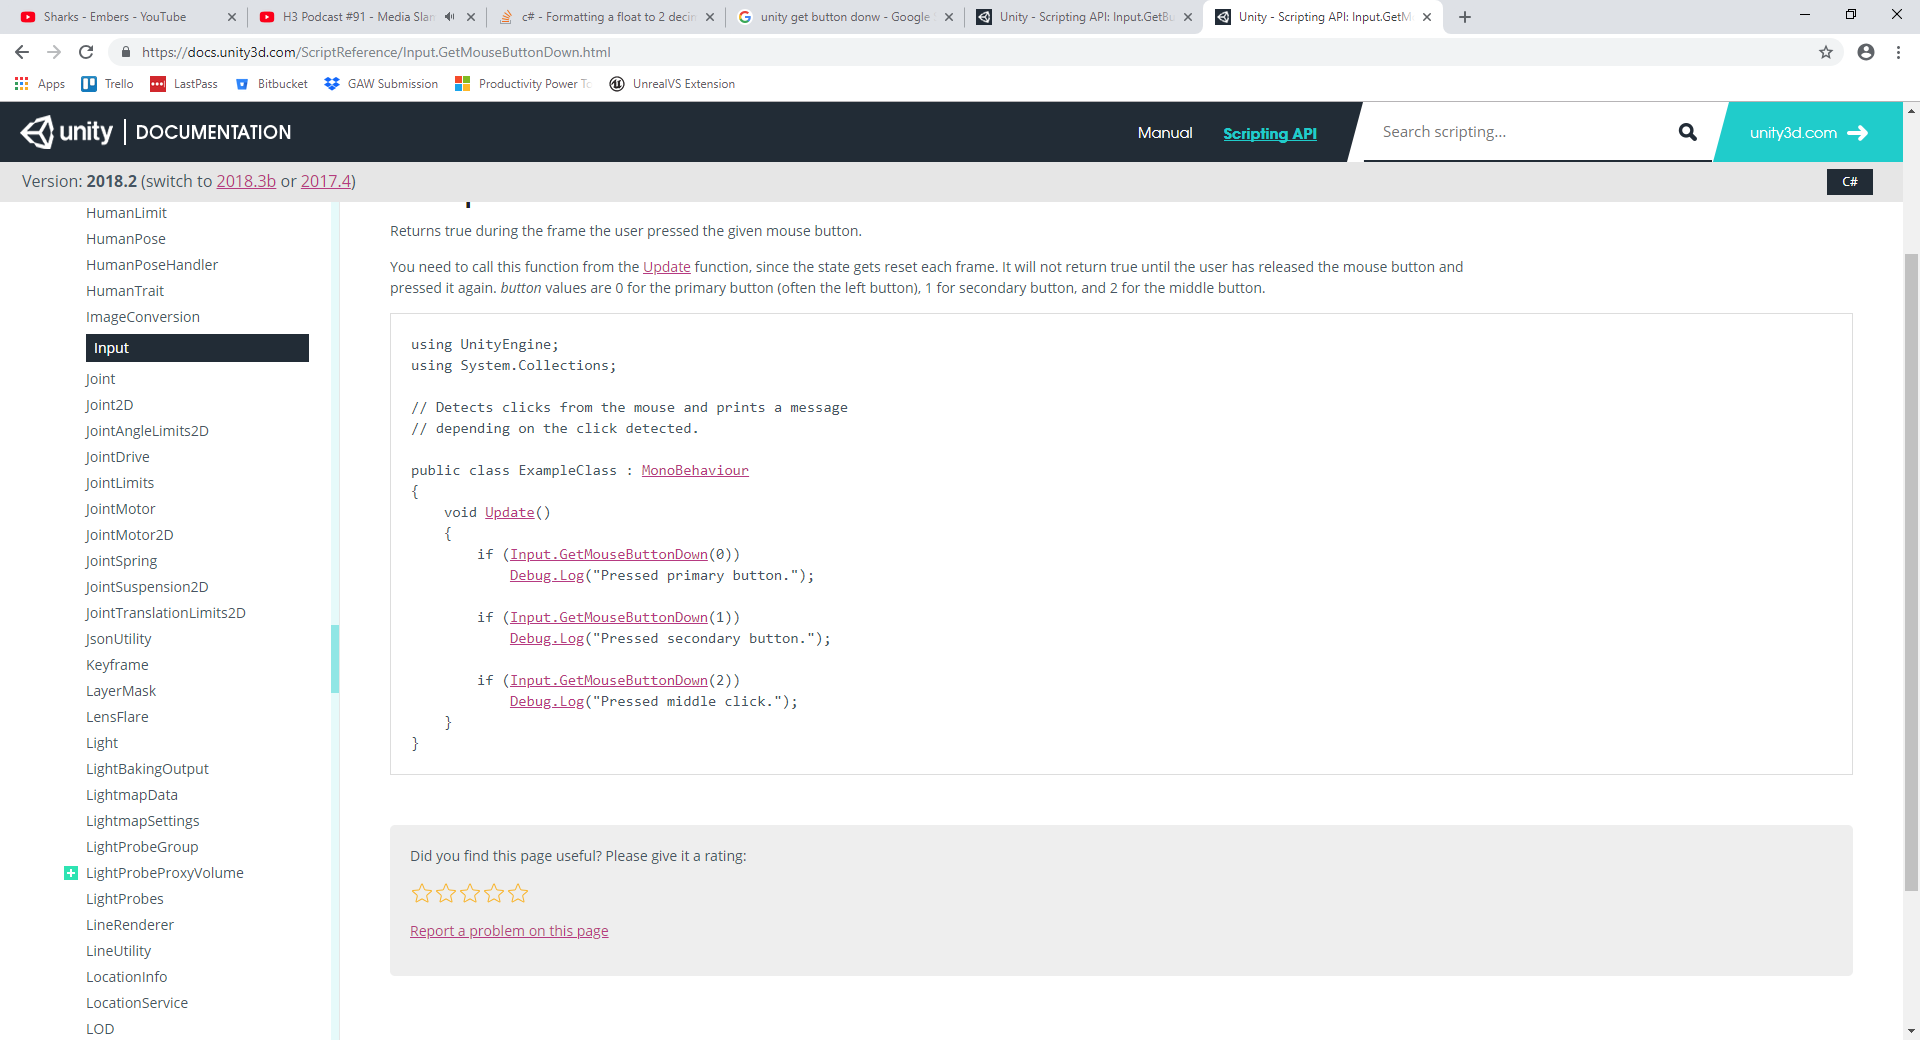 Sharks - Embers - YouTube
H3 Podcast #91 - Media Slan
c# - Formatting a float to 2 decin
unity get button donw - Google
Unity - Scripting API: Input.GetBu
Unity - Scripting API: Input.GetM
https://docs.unity3d.com/ScriptReference/Input.GetMouseButtonDown.html
Apps
Trello
LastPass
Bitbucket
GAW Submission
Productivity Power To
UnrealVS Extension
unity | DOCUMENTATION
Manual
Scripting API
Search scripting...
unity3d.com
Version: 2018.2 (switch to 2018.3b or 2017.4)
C#
HumanLimit
HumanPose
HumanPoseHandler
HumanTrait
ImageConversion
Input
Joint
Joint2D
JointAngleLimits2D
JointDrive
JointLimits
JointMotor
JointMotor2D
JointSpring
JointSuspension2D
JointTranslationLimits2D
JsonUtility
Keyframe
LayerMask
LensFlare
Light
LightBakingOutput
LightmapData
LightmapSettings
LightProbeGroup
LightProbeProxyVolume
LightProbes
LineRenderer
LineUtility
LocationInfo
LocationService
LOD
Returns true during the frame the user pressed the given mouse button.
You need to call this function from the Update function, since the state gets reset each frame. It will not return true until the user has released the mouse button and
pressed it again. button values are 0 for the primary button (often the left button), 1 for secondary button, and 2 for the middle button.
using UnityEngine;
using System.Collections;
// Detects clicks from the mouse and prints a message
// depending on the click detected.
public class ExampleClass : MonoBehaviour
{
void Update()
{
if (Input.GetMouseButtonDown(0))
Debug.Log("Pressed primary button.");
if (Input.GetMouseButtonDown(1))
Debug.Log("Pressed secondary button.");
if (Input.GetMouseButtonDown(2))
Debug.Log("Pressed middle click.");
}
}
Did you find this page useful? Please give it a rating:
Report a problem on this page